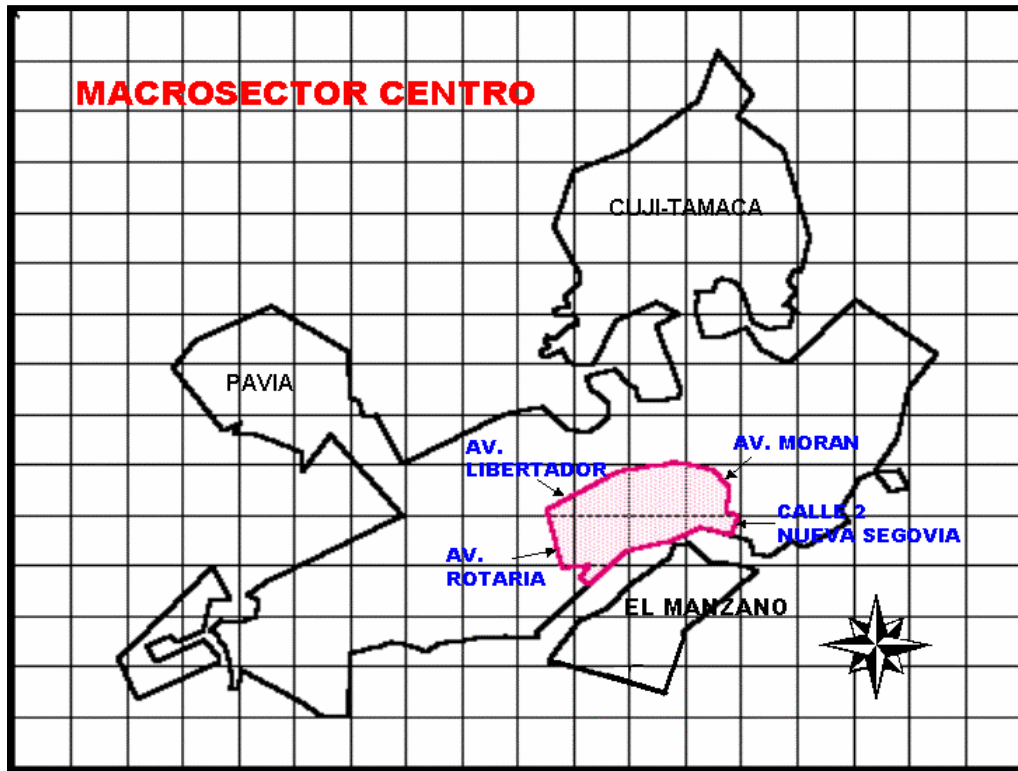 MACROSECTOR CENTRO
CUJI-TAMACA
PAVIA
AV.
LIBERTADOR
AV. MORAN
CALLE 2
NUEVA SEGOVIA
AV.
ROTARIA
EL MANZANO